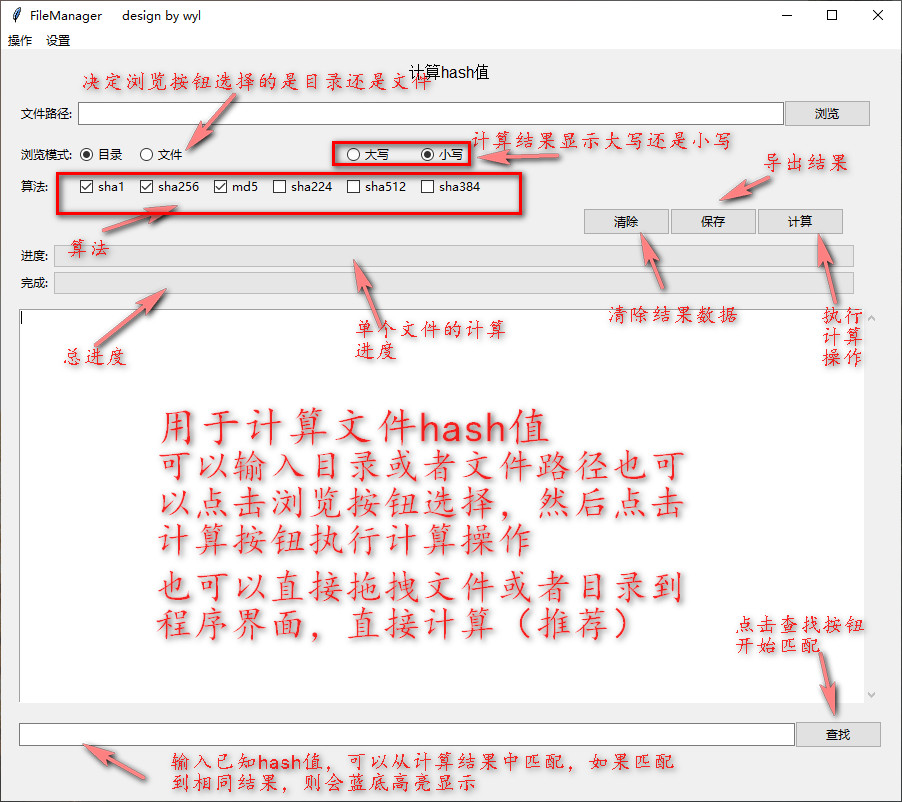 FileManager design by wyl
操作 设置
计算hash值
决定浏览按钮选择的是目录还是文件
文件路径: 浏览
计算结果显示大写还是小写
浏览模式: 目录 文件 大写 小写
导出结果
算法: sha1 sha256 md5 sha224 sha512 sha384
清除 保存 计算
算法
进度:
完成:
清除结果数据
执行
计算
操作
单个文件的计算
进度
总进度
用于计算文件hash值
可以输入目录或者文件路径也可
以点击浏览按钮选择，然后点击
计算按钮执行计算操作
也可以直接拖拽文件或者目录到
程序界面，直接计算（推荐）
点击查找按钮
开始匹配
查找
输入已知hash值，可以从计算结果中匹配，如果匹配
到相同结果，则会蓝底高亮显示